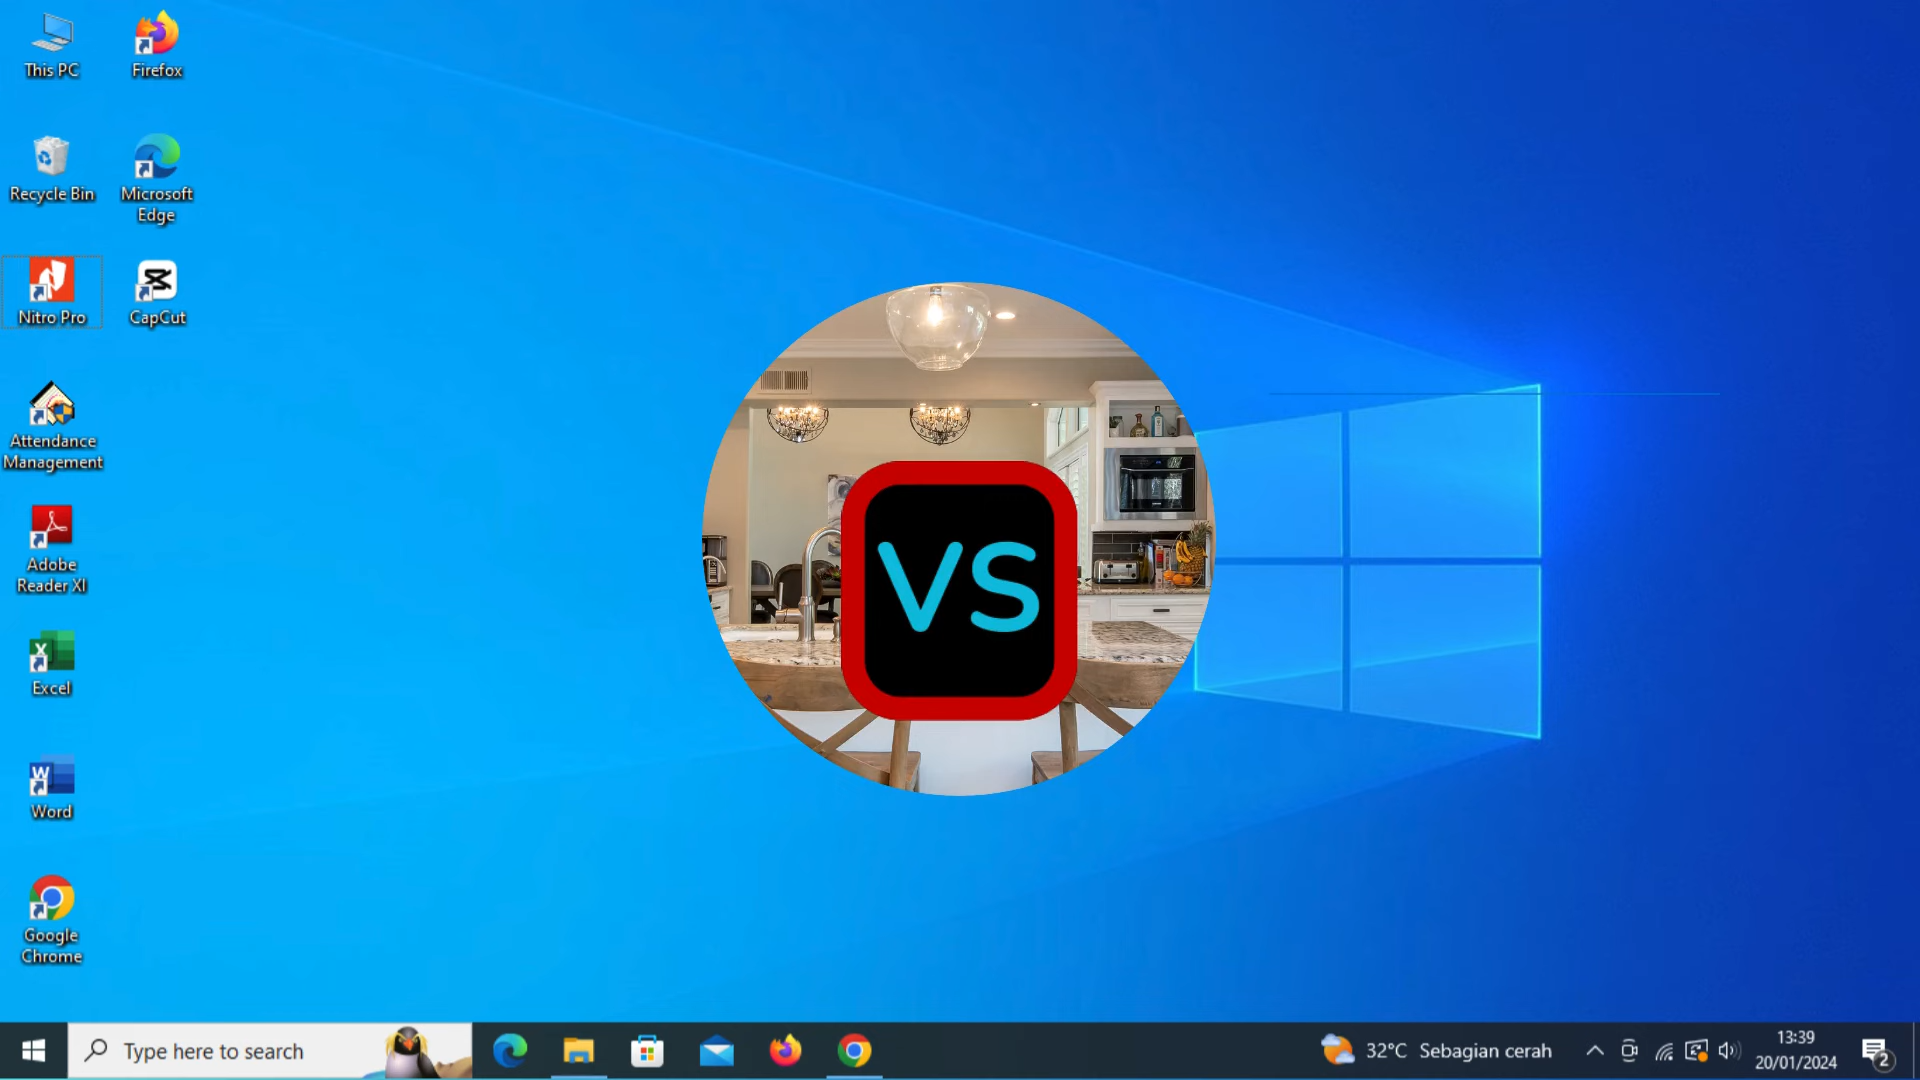 This PC
Firefox
Recycle Bin
Microsoft
Edge
Nitro Pro
CapCut
Attendance
Management
Adobe
Reader XI
Excel
Word
Google
Chrome
VS
Type here to search
32°C Sebagian cerah
13:39
20/01/2024
2